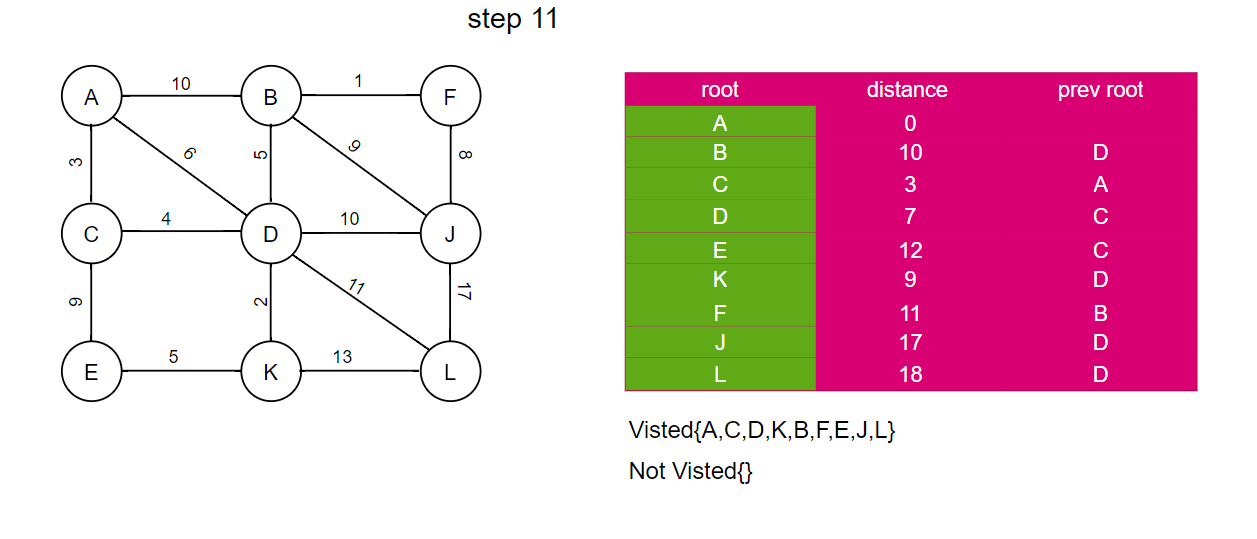 step 11
A 10 B 1 F
3 6 5 9 8
C 4 D 10 J
9 2 11 17
E 5 K 13 L
root distance prev root
A 0
B 10 D
C 3 A
D 7 C
E 12 C
K 9 D
F 11 B
J 17 D
L 18 D
Visted{A,C,D,K,B,F,E,J,L}
Not Visted{}